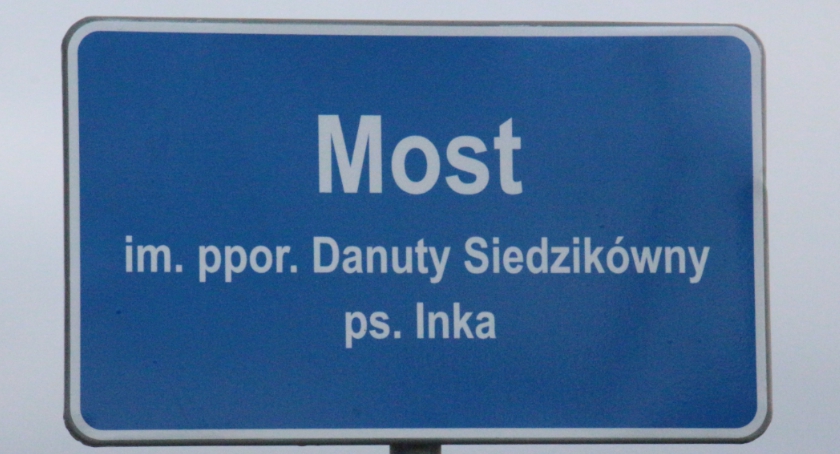 Most
im. ppor. Danuty Siedzikówny
ps. Inka